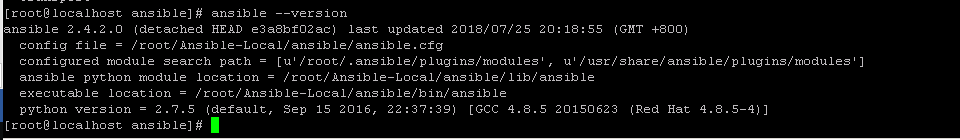 [root@localhost ansible]# ansible --version
ansible 2.4.2.0 (detached HEAD e3a8bf02ac) last updated 2018/07/25 20:18:55 (GMT +800)
  config file = /root/Ansible-Local/ansible/ansible.cfg
  configured module search path = [u'/root/.ansible/plugins/modules', u'/usr/share/ansible/plugins/modules']
  ansible python module location = /root/Ansible-Local/ansible/lib/ansible
  executable location = /root/Ansible-Local/ansible/bin/ansible
  python version = 2.7.5 (default, Sep 15 2016, 22:37:39) [GCC 4.8.5 20150623 (Red Hat 4.8.5-4)]
[root@localhost ansible]#